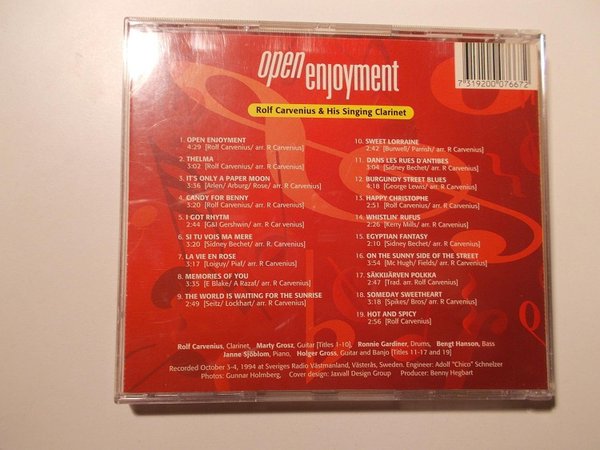 open enjoyment
7 319200 076672
Rolf Carvenius & His Singing Clarinet
1. OPEN ENJOYMENT
4:29 [Rolf Carvenius/ arr. R Carvenius]
2. THELMA
3:02 [Rolf Carvenius/ arr. R Carvenius]
3. IT'S ONLY A PAPER MOON
3:36 [Arlen/ Arburg/ Rose/ arr. R Carvenius]
4. CANDY FOR BENNY
3:20 [Rolf Carvenius/ arr. R Carvenius]
5. I GOT RHYTM
2:44 [G&I Gershwin/ arr Carvenius]
6. SI TU VOIS MA MERE
3:20 [Sidney Bechet/ arr. R Carvenius]
7. LA VIE EN ROSE
3:17 [Loiguy/ Piaf/ arr. R Carvenius]
8. MEMORIES OF YOU
3:35 [E Blake/ A Razaf/ arr. R Carvenius]
9. THE WORLD IS WAITING FOR THE SUNRISE
2:49 [Seitz/ Lockhart/ arr. R Carvenius]
10. SWEET LORRAINE
2:42 [Burwell/ Parrish/ arr. R Carvenius]
11. DANS LES RUES D'ANTIBES
3:04 [Sidney Bechet/ arr. R Carvenius]
12. BURGUNDY STREET BLUES
4:18 [George Lewis/ arr. R Carvenius]
13. HAPPY CHRISTOPHE
2:51 [Rolf Carvenius/ arr. R Carvenius]
14. WHISTLIN' RUFUS
2:26 [Kerry Mills/ arr. R Carvenius]
15. EGYPTIAN FANTASY
2:10 [Sidney Bechet/ arr. R Carvenius]
16. ON THE SUNNY SIDE OF THE STREET
3:54 [Mc Hugh/ Fields/ arr. R Carvenius]
17. SÄKKIJÄRVEN POLKKA
2:47 [Trad. arr. Rolf Carvenius]
18. SOMEDAY SWEETHEART
3:18 [Spikes/ Bros/ arr. R Carvenius]
19. HOT AND SPICY
2:56 [Rolf Carvenius]
Rolf Carvenius, Clarinet, Marty Grosz, Guitar [Titles 1-10], Ronnie Gardiner, Drums, Bengt Hanson, Bass
Janne Sjöblom, Piano, Holger Gross, Guitar and Banjo [Titles 11-17 and 19]
Recorded October 3-4, 1994 at Sveriges Radio Västmanland, Västerås, Sweden. Engineer: Adolf "Chico" Schnelzer
Photos: Gunnar Holmberg, Cover design: Jaxvall Design Group Producer: Benny Hegbart